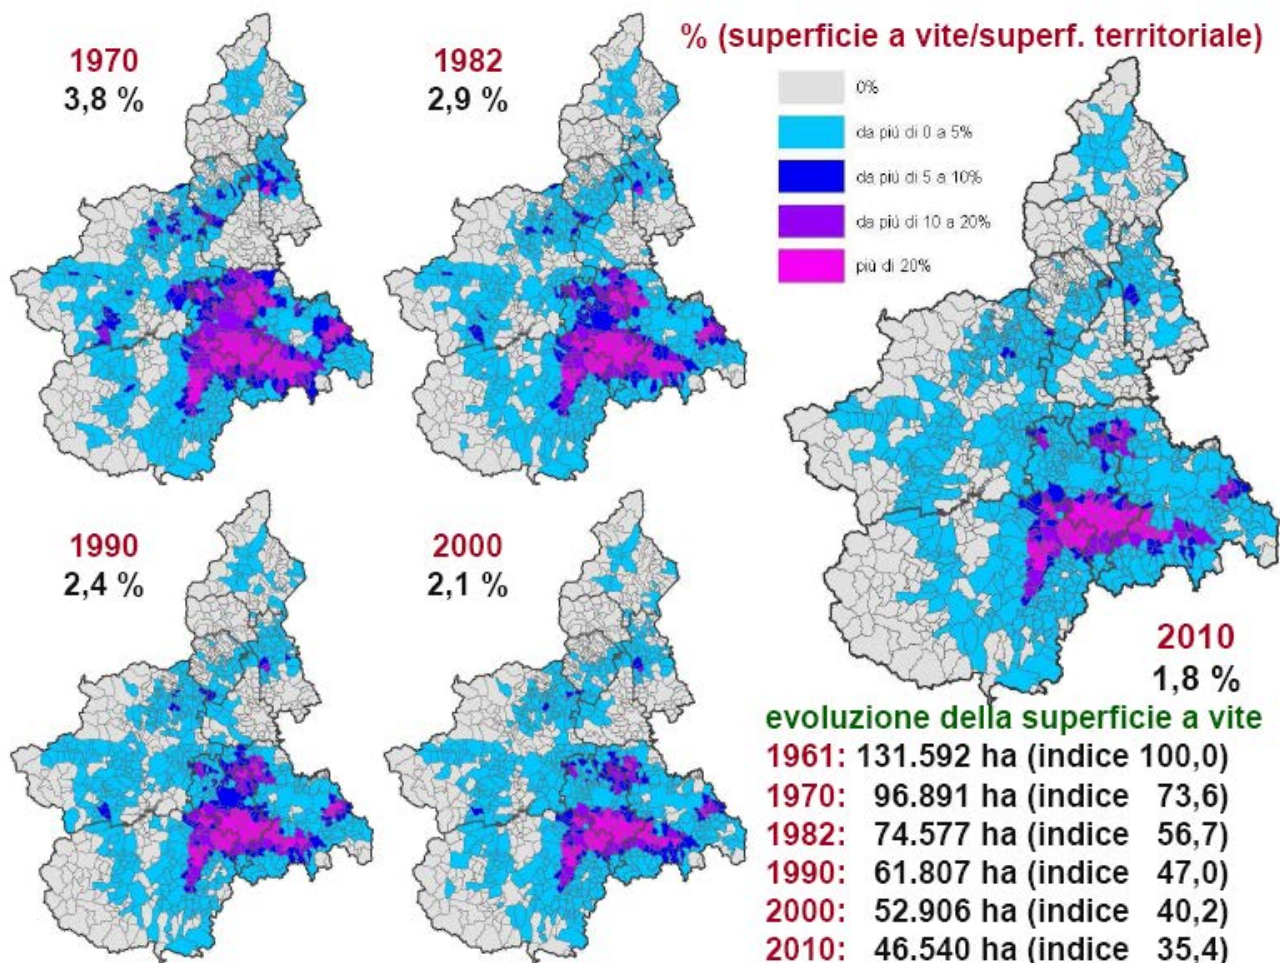 1970
3,8 %
1982
2,9 %
% (superficie a vite/superf. territoriale)
0%
da più di 0 a 5%
da più di 5 a 10%
da più di 10 a 20%
più di 20%
1990
2,4 %
2000
2,1 %
2010
1,8 %
evoluzione della superficie a vite
1961: 131.592 ha (indice 100,0)
1970: 96.891 ha (indice 73,6)
1982: 74.577 ha (indice 56,7)
1990: 61.807 ha (indice 47,0)
2000: 52.906 ha (indice 40,2)
2010: 46.540 ha (indice 35,4)